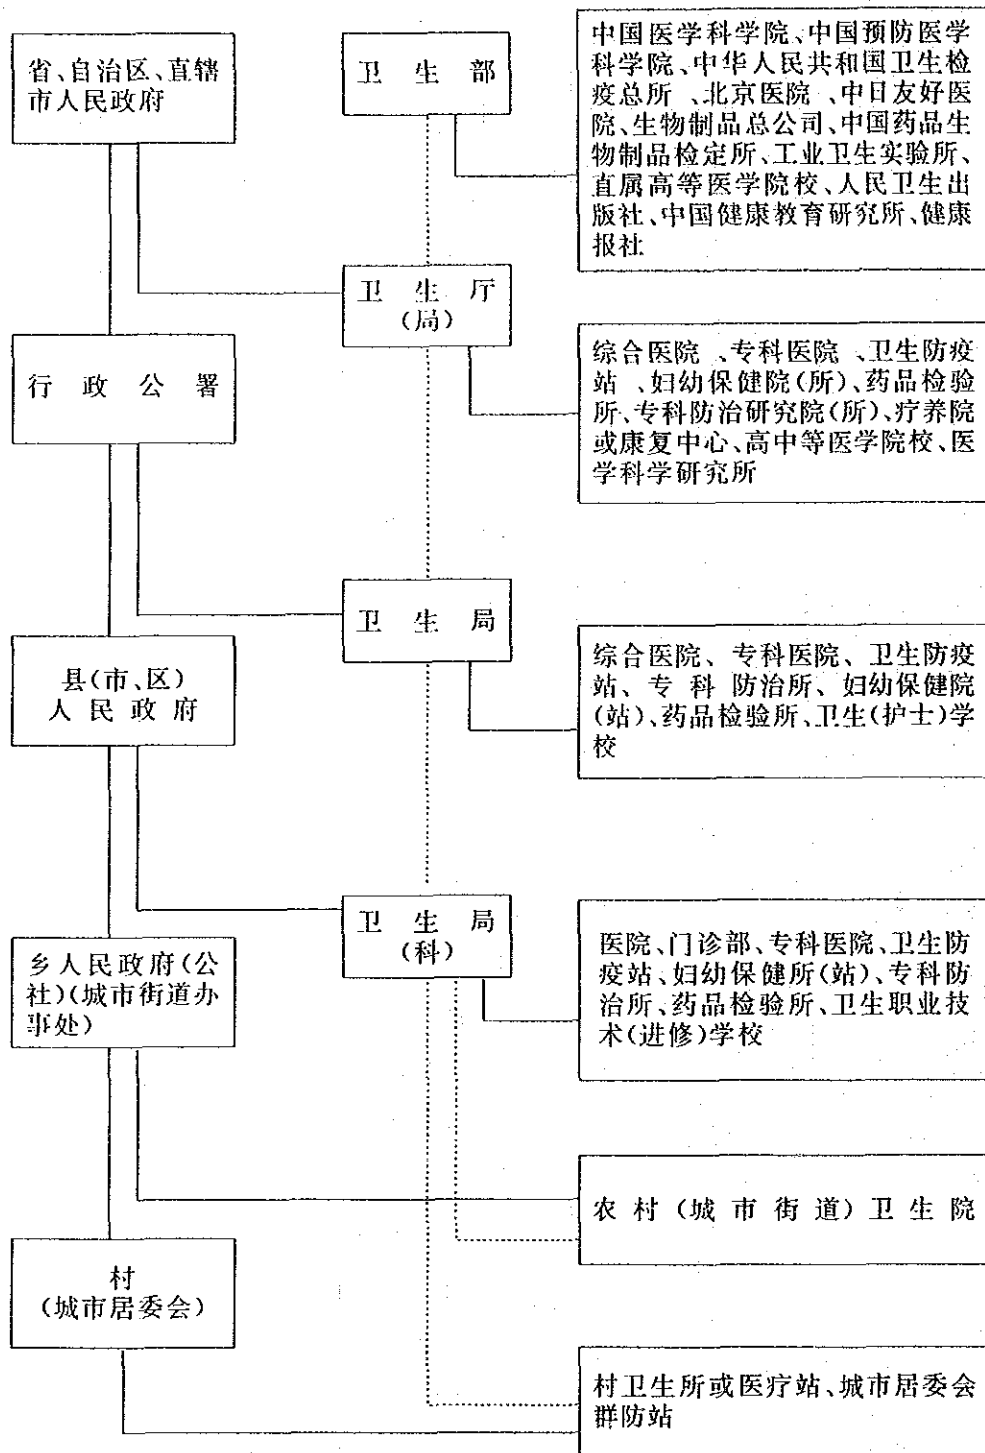 省、自治区、直辖
市人民政府
卫生部
中国医学科学院、中国预防医学
科学院、中华人民共和国卫生检
疫总所、北京医院、中日友好医
院、生物制品总公司、中国药品生
物制品检定所、工业卫生实验所、
直属高等医学院校、人民卫生出
版社、中国健康教育研究所、健康
报社
卫生厅
(局)
行政公署
综合医院、专科医院、卫生防疫
站、妇幼保健院(所)、药品检验
所、专科防治研究院(所)、疗养院
或康复中心、高中等医学院校、医
学科学研究所
卫生局
县(市、区)
人民政府
综合医院、专科医院、卫生防疫
站、专科防治所、妇幼保健院
(站)、药品检验所、卫生(护士)学
校
卫生局
(科)
乡人民政府(公
社)(城市街道办
事处)
医院、门诊部、专科医院、卫生防
疫站、妇幼保健所(站)、专科防
治所、药品检验所、卫生职业技
术(进修)学校
农村(城市街道)卫生院
村
(城市居委会)
村卫生所或医疗站、城市居委会
群防站